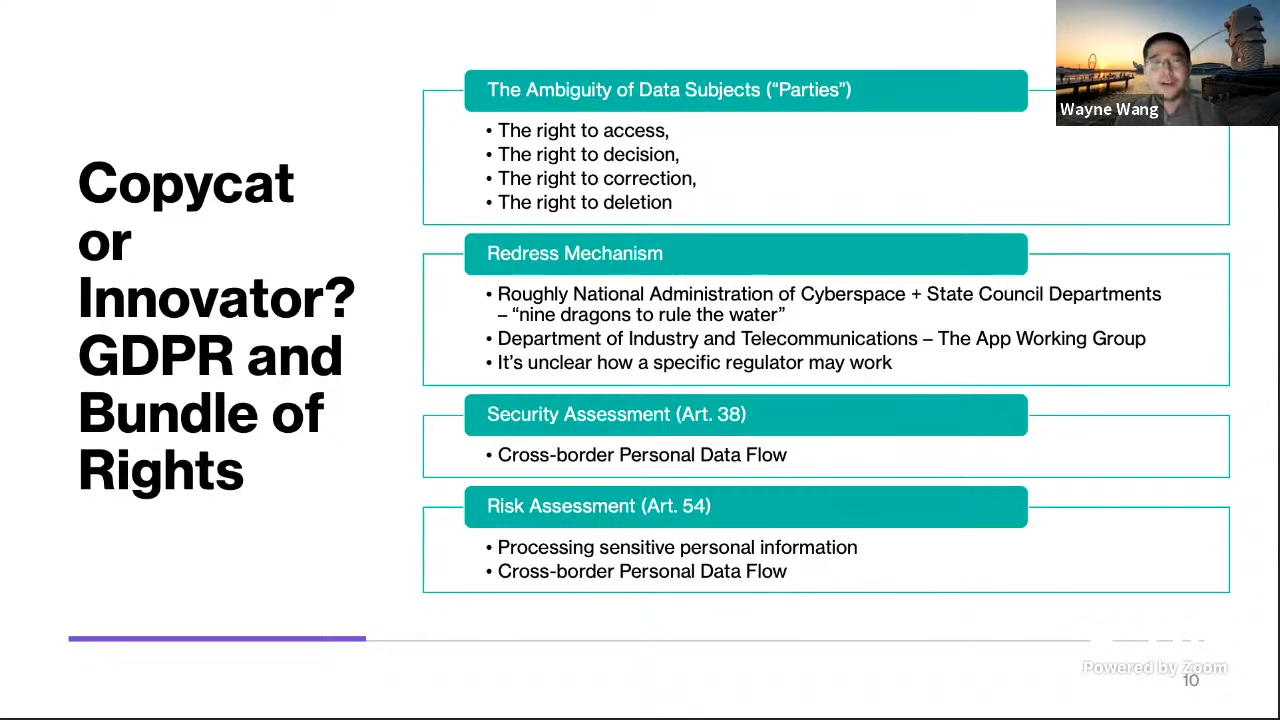 Copycat
or
Innovator?
GDPR and
Bundle of
Rights
The Ambiguity of Data Subjects (“Parties”)
• The right to access,
• The right to decision,
• The right to correction,
• The right to deletion
Redress Mechanism
• Roughly National Administration of Cyberspace + State Council Departments
– “nine dragons to rule the water”
• Department of Industry and Telecommunications – The App Working Group
• It’s unclear how a specific regulator may work
Security Assessment (Art. 38)
• Cross-border Personal Data Flow
Risk Assessment (Art. 54)
• Processing sensitive personal information
• Cross-border Personal Data Flow
Wayne Wang
Powered by Zoom
10